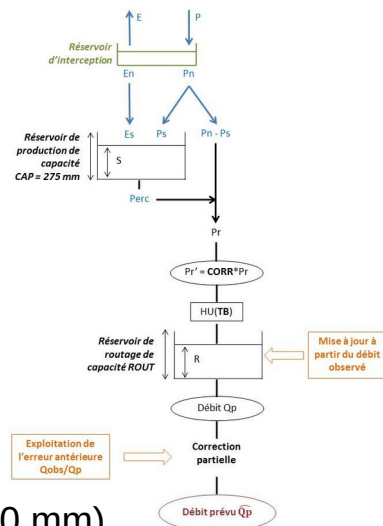 E
P
Réservoir
d'interception
En
Pn
Es
Ps
Pn - Ps
Réservoir de
production de
capacité
CAP = 275 mm
S
Perc
Pr
Pr' = CORR*Pr
HU(TB)
Réservoir de
routage de
capacité ROUT
R
Mise à jour à
partir du débit
observé
Débit Qp
Exploitation de
l'erreur antérieure
Qobs/Qp
Correction
partielle
Débit prévu Q̂p
0 mm)